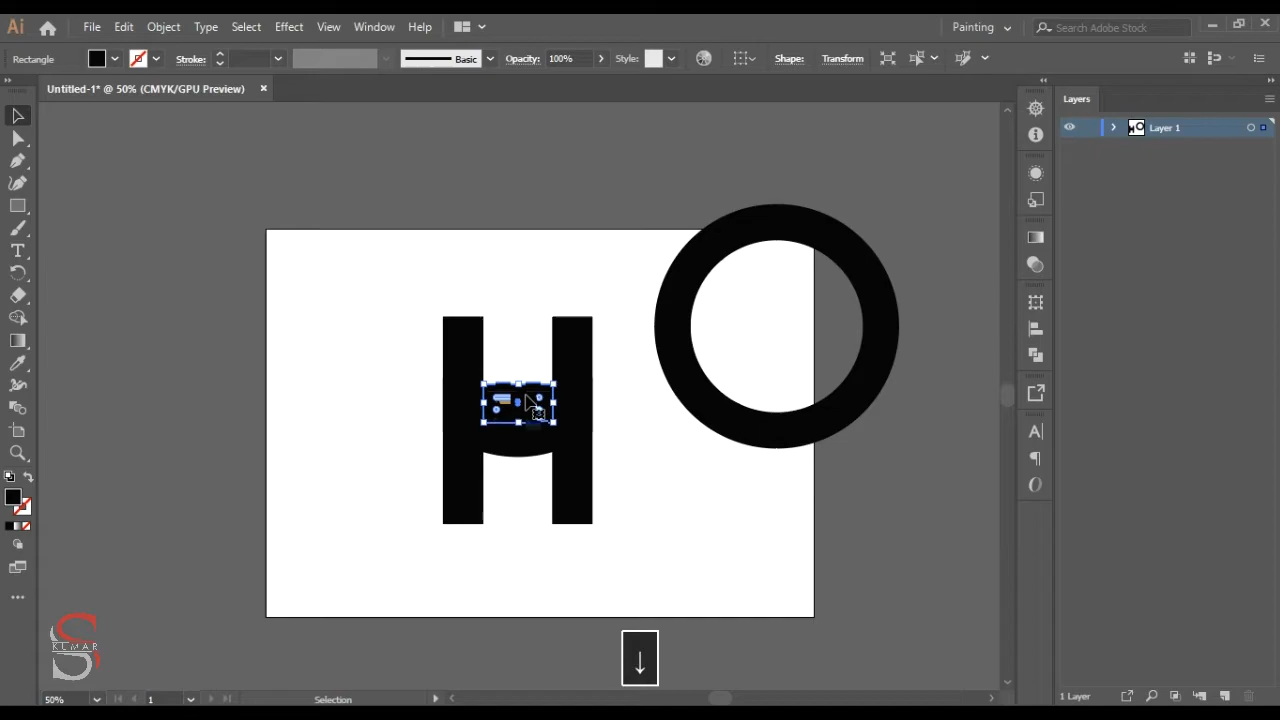 Ai File Edit Object Type Select Effect View Window Help Painting Search Adobe Stock
Rectangle Stroke: Basic Opacity: 100% Style: Shape: Transform
Untitled-1* @ 50% (CMYK/GPU Preview) ×
Layers
Layer 1
H
KUMAR
↓
50% 1 Selection 1 Layer